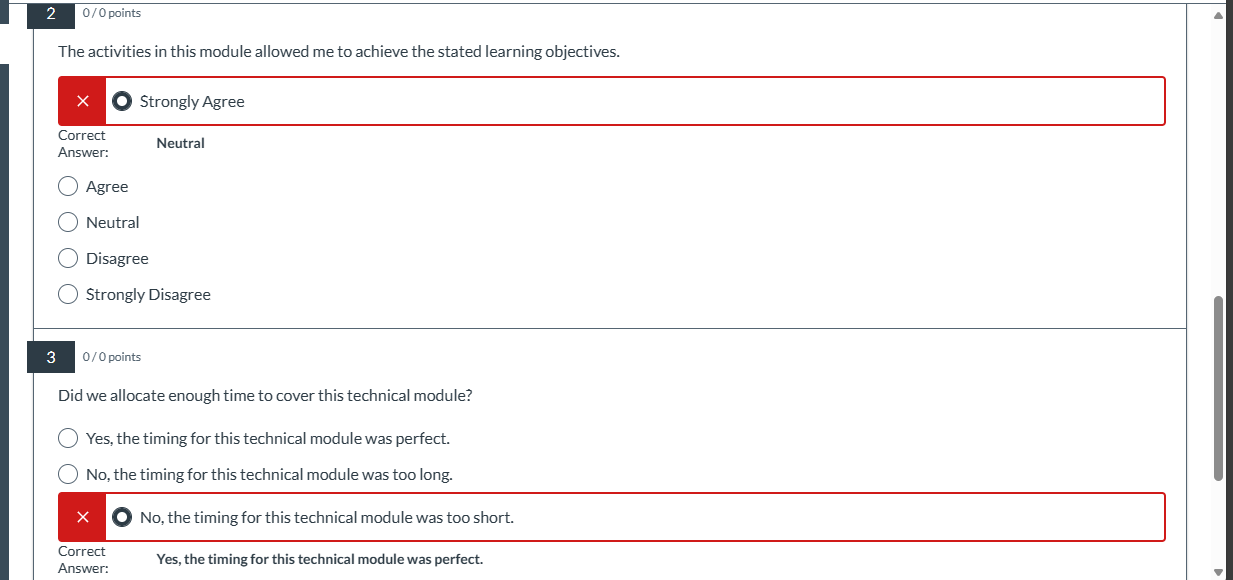 2
0 / 0 points
The activities in this module allowed me to achieve the stated learning objectives.
Strongly Agree
Correct
Answer:
Neutral
Agree
Neutral
Disagree
Strongly Disagree
3
0 / 0 points
Did we allocate enough time to cover this technical module?
Yes, the timing for this technical module was perfect.
No, the timing for this technical module was too long.
No, the timing for this technical module was too short.
Correct
Answer:
Yes, the timing for this technical module was perfect.